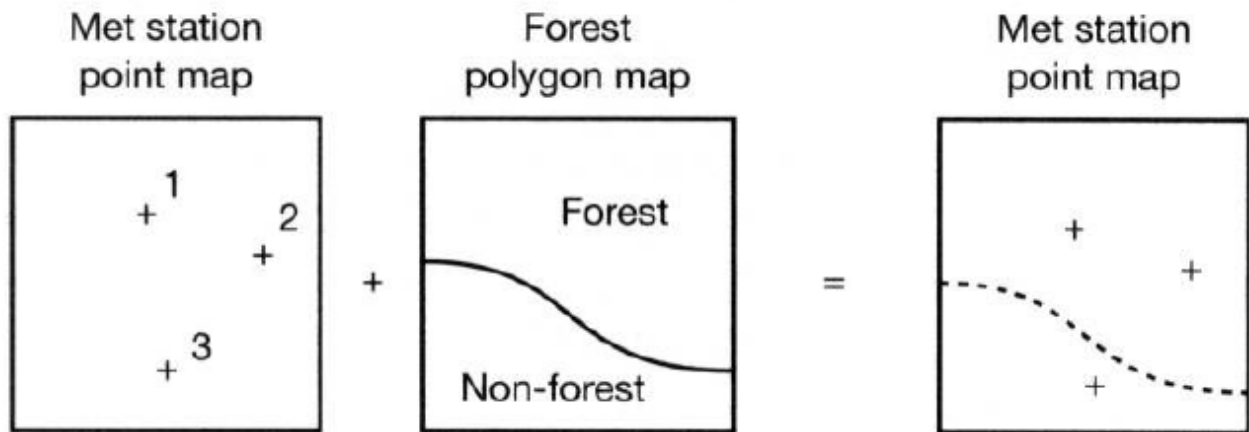 Met station
point map
Forest
polygon map
Met station
point map
1
2
3
+
Forest
Non-forest
=